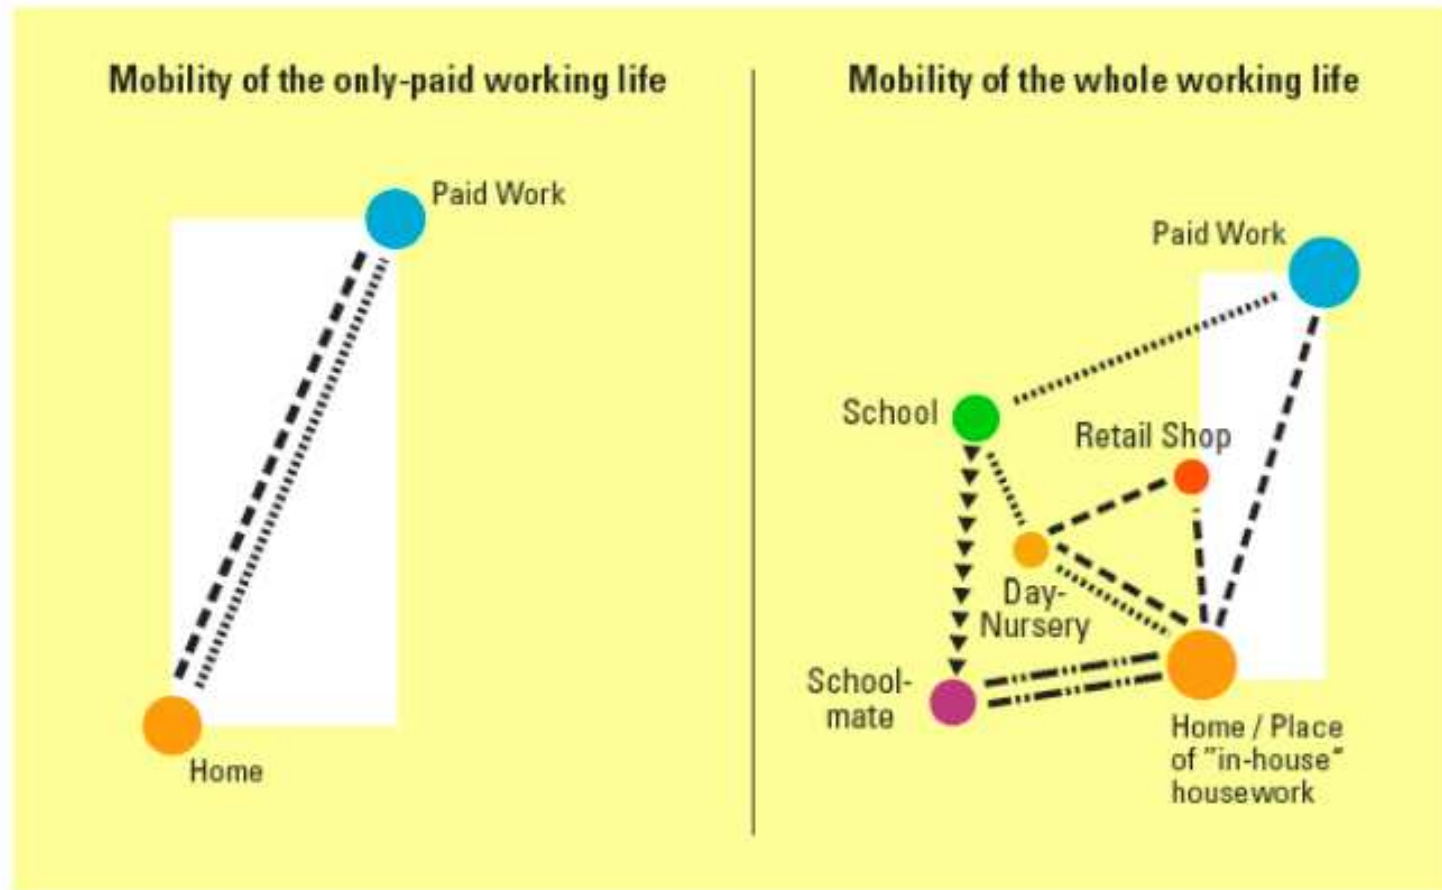 Mobility of the only-paid working life
Paid Work
Home
Mobility of the whole working life
Paid Work
School
Retail Shop
Day-
Nursery
School-
mate
Home / Place
of "in-house"
housework